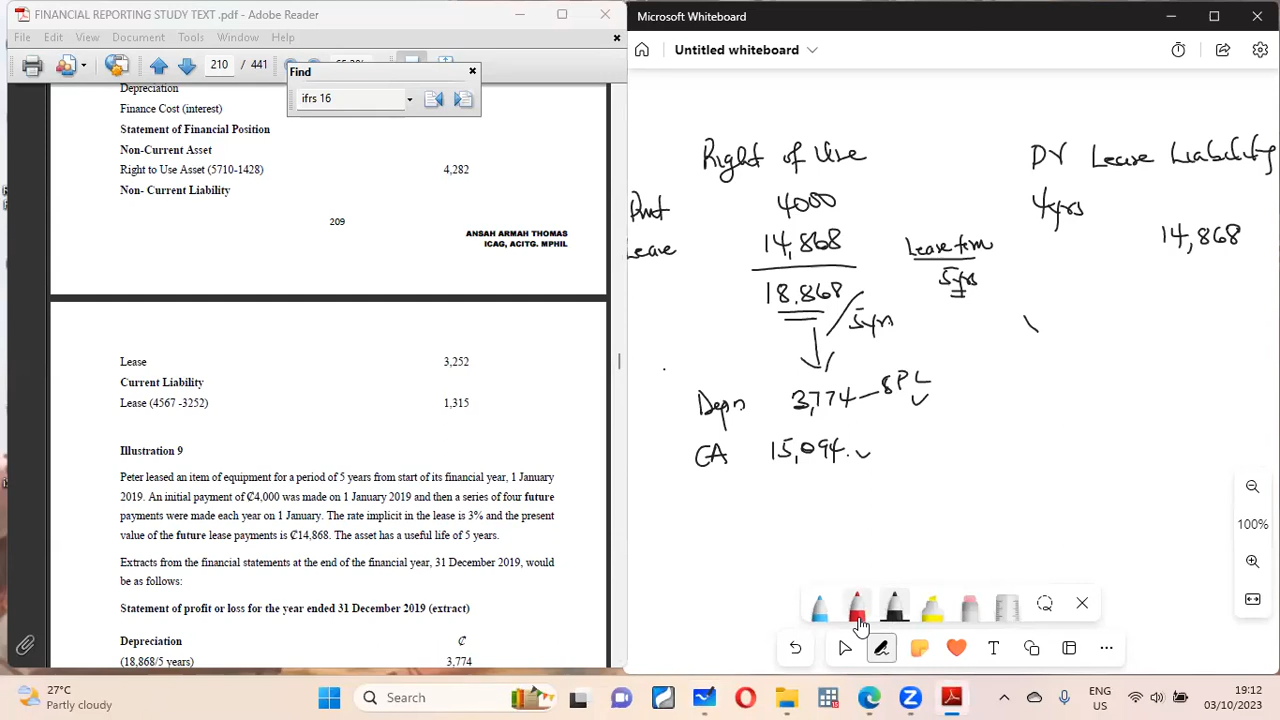 FINANCIAL REPORTING STUDY TEXT .pdf - Adobe Reader
File Edit View Document Tools Window Help
210 / 441
Find
ifrs 16
Depreciation
Finance Cost (interest)
Statement of Financial Position
Non-Current Asset
Right to Use Asset (5710-1428) 4,282
Non- Current Liability
209
ANSAH ARMAH THOMAS
ICAG, ACITG. MPHIL
Lease 3,252
Current Liability
Lease (4567 -3252) 1,315
Illustration 9
Peter leased an item of equipment for a period of 5 years from start of its financial year, 1 January
2019. An initial payment of ₵4,000 was made on 1 January 2019 and then a series of four future
payments were made each year on 1 January. The rate implicit in the lease is 3% and the present
value of the future lease payments is ₵14,868. The asset has a useful life of 5 years.
Extracts from the financial statements at the end of the financial year, 31 December 2019, would
be as follows:
Statement of profit or loss for the year ended 31 December 2019 (extract)
Depreciation ₵
(18,868/5 years) 3,774
Microsoft Whiteboard
Untitled whiteboard
Right of Use
4000
Lease 14,868
18.868
5yrs
Lease term
5yrs
Depn 3,774 - SPL
CA 15,094.
PV Lease Liability
4yrs
14,868
100%
27°C
Partly cloudy
Search
ENG
US
19:12
03/10/2023